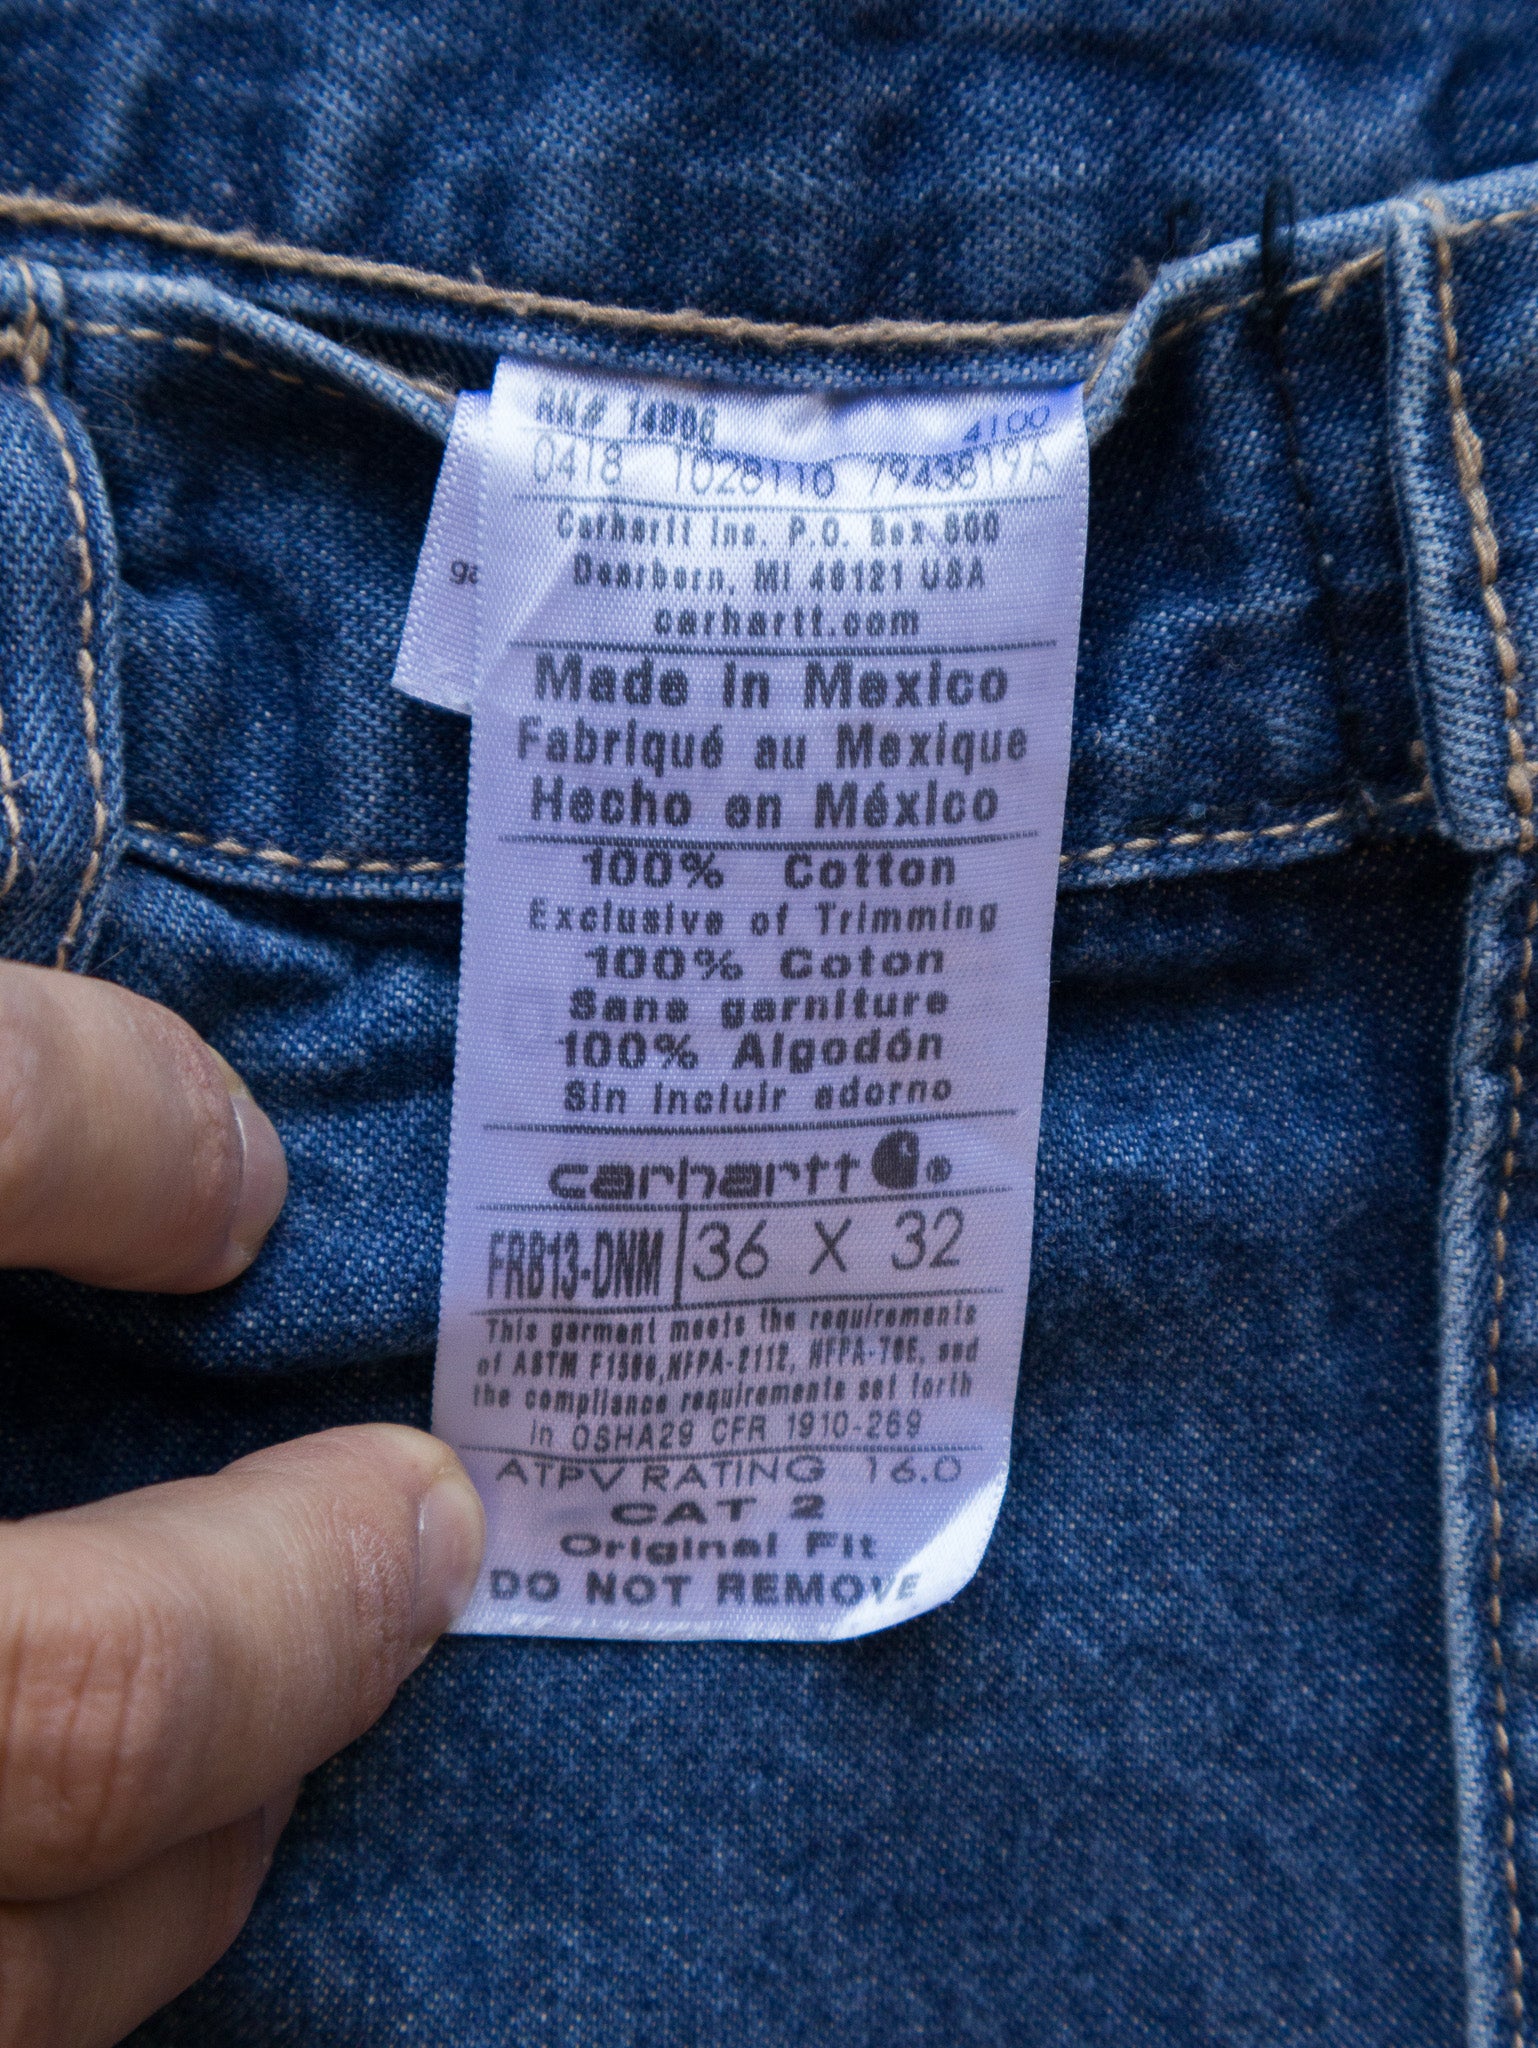 RN# 14806
4100
0418 1028110 7943819A
Carhartt Inc. P.O. Box 600
Dearborn, MI 48121 USA
carhartt.com
ga
Made in Mexico
Fabriqué au Mexique
Hecho en México
100% Cotton
Exclusive of Trimming
100% Coton
Sans garniture
100% Algodón
Sin incluir adorno
carhartt ®
FRB13-DNM 36 X 32
This garment meets the requirements
of ASTM F1506, NFPA-2112, NFPA-70E, and
the compliance requirements set forth
in OSHA29 CFR 1910-269
ATPV RATING 16.0
CAT 2
Original Fit
DO NOT REMOVE